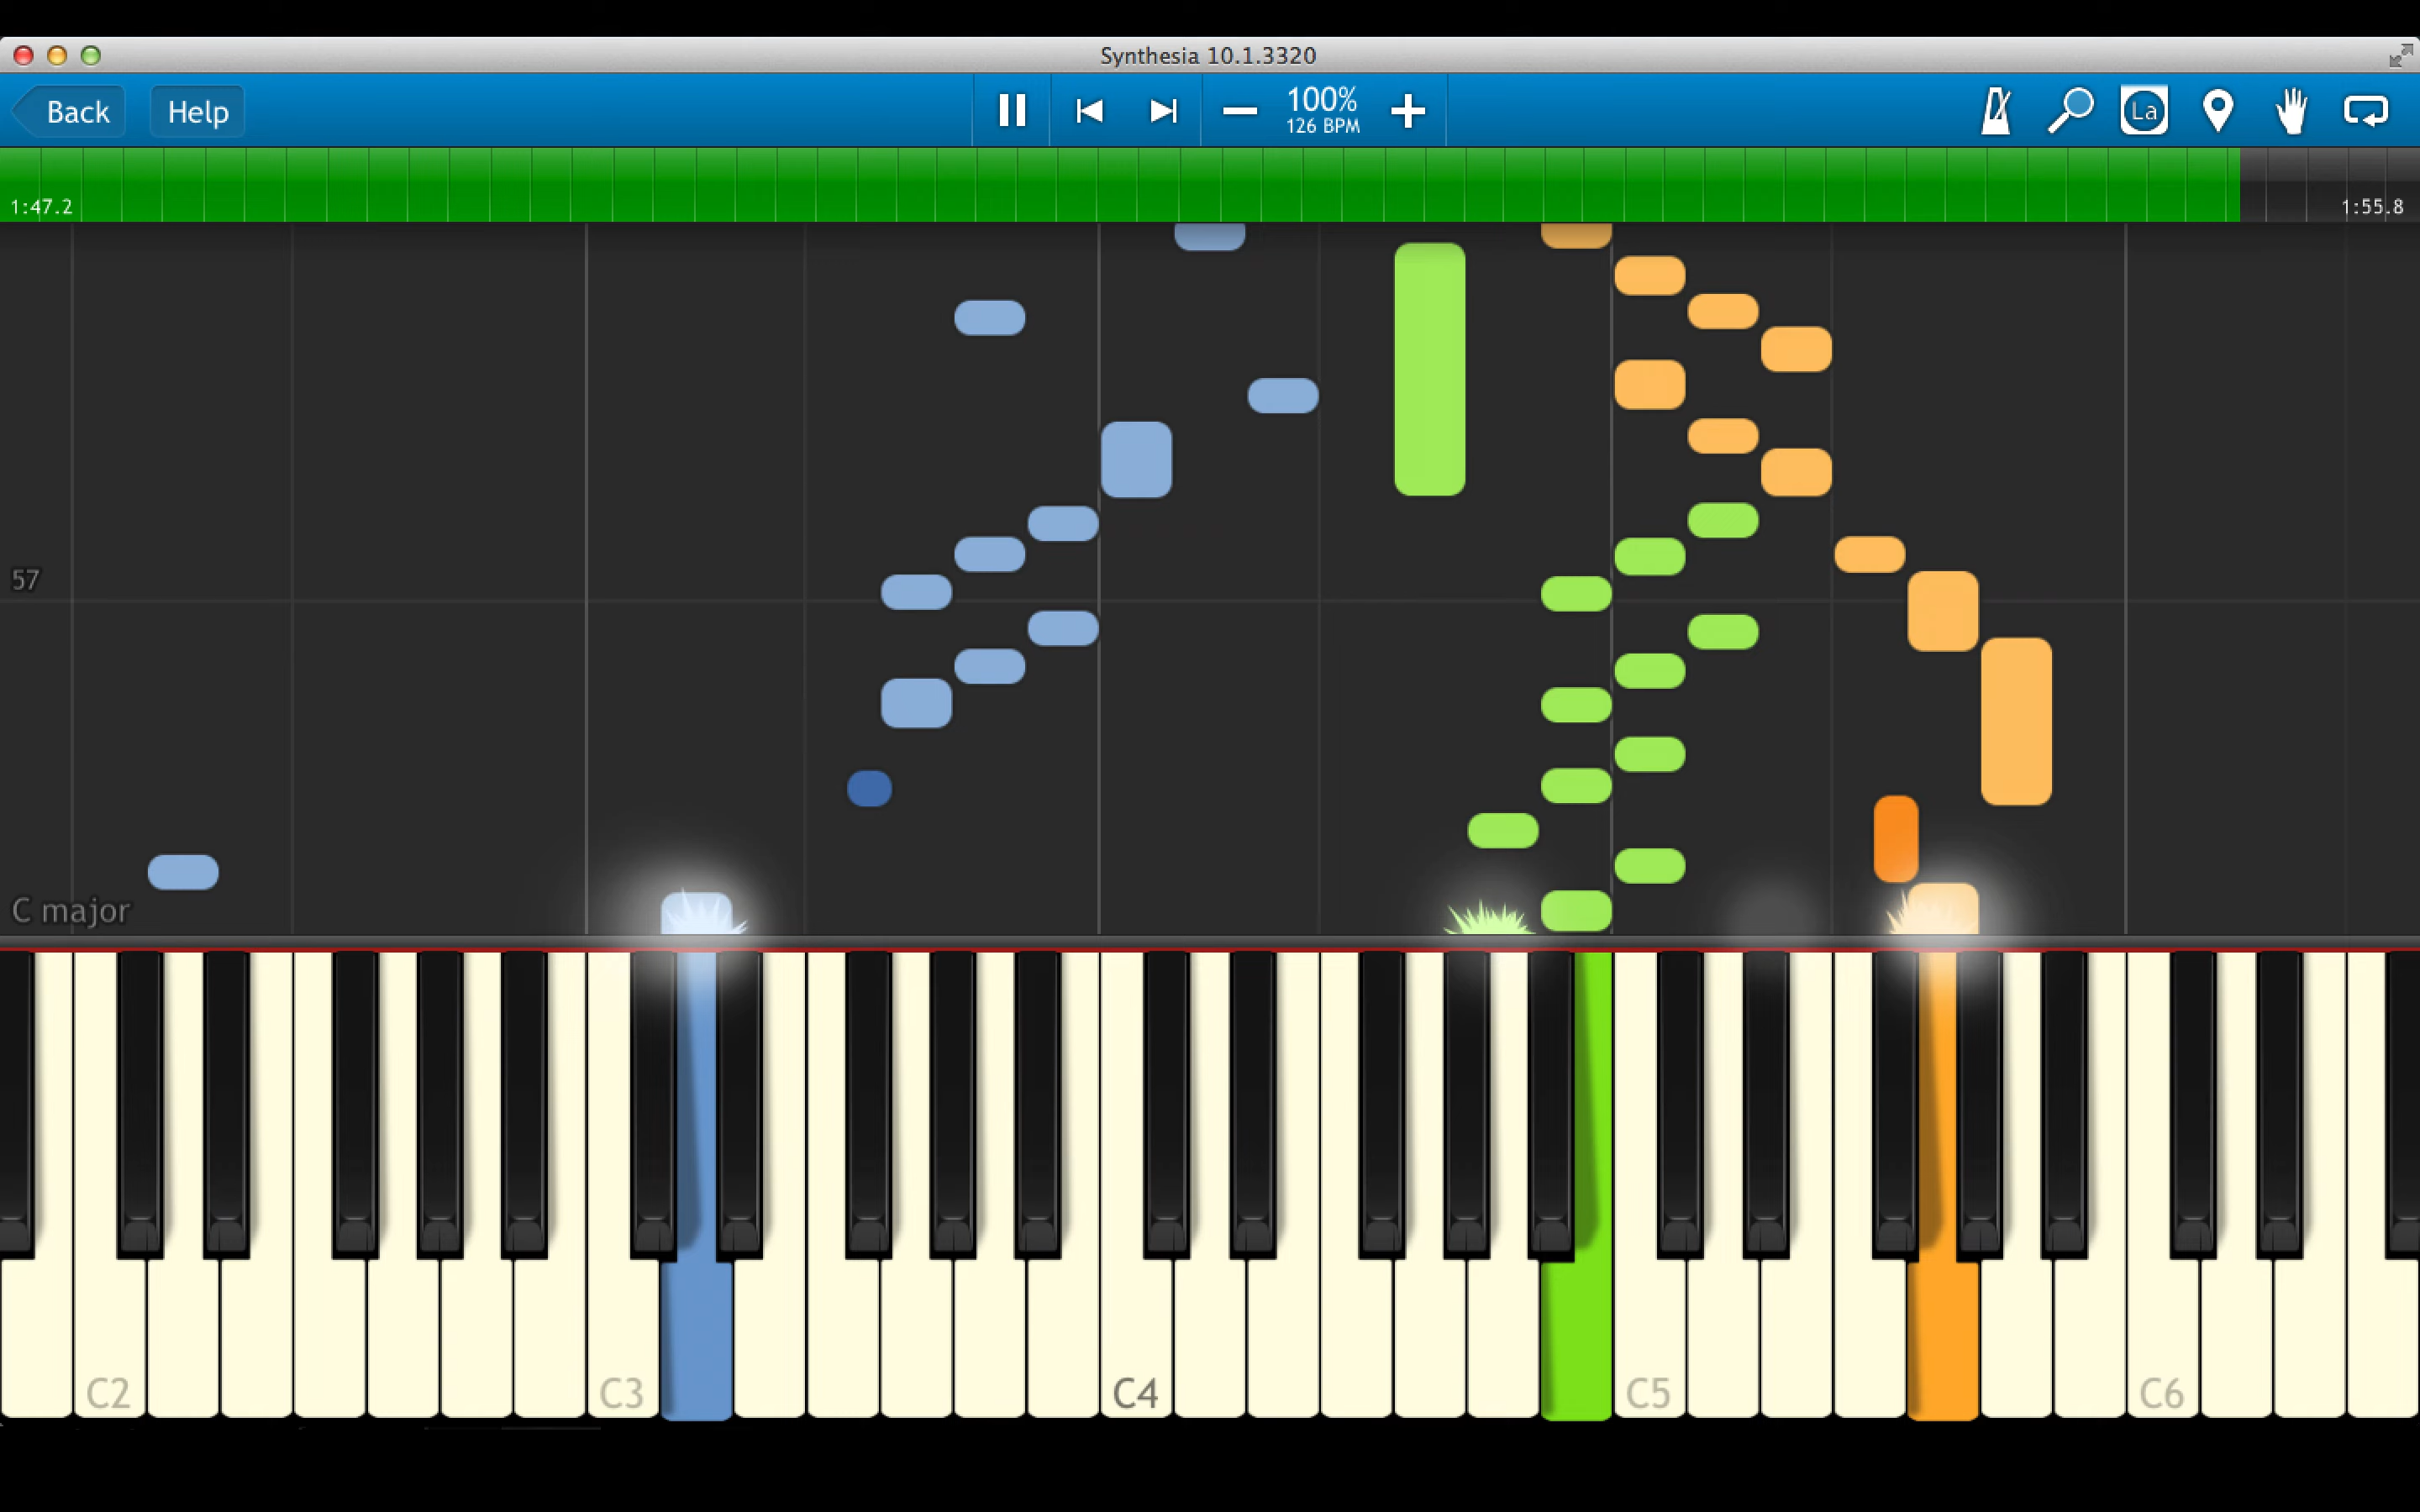 Synthesia 10.1.3320
Back
Help
100%
126 BPM
La
1:47.2
1:55.8
57
C major
C2
C3
C4
C5
C6